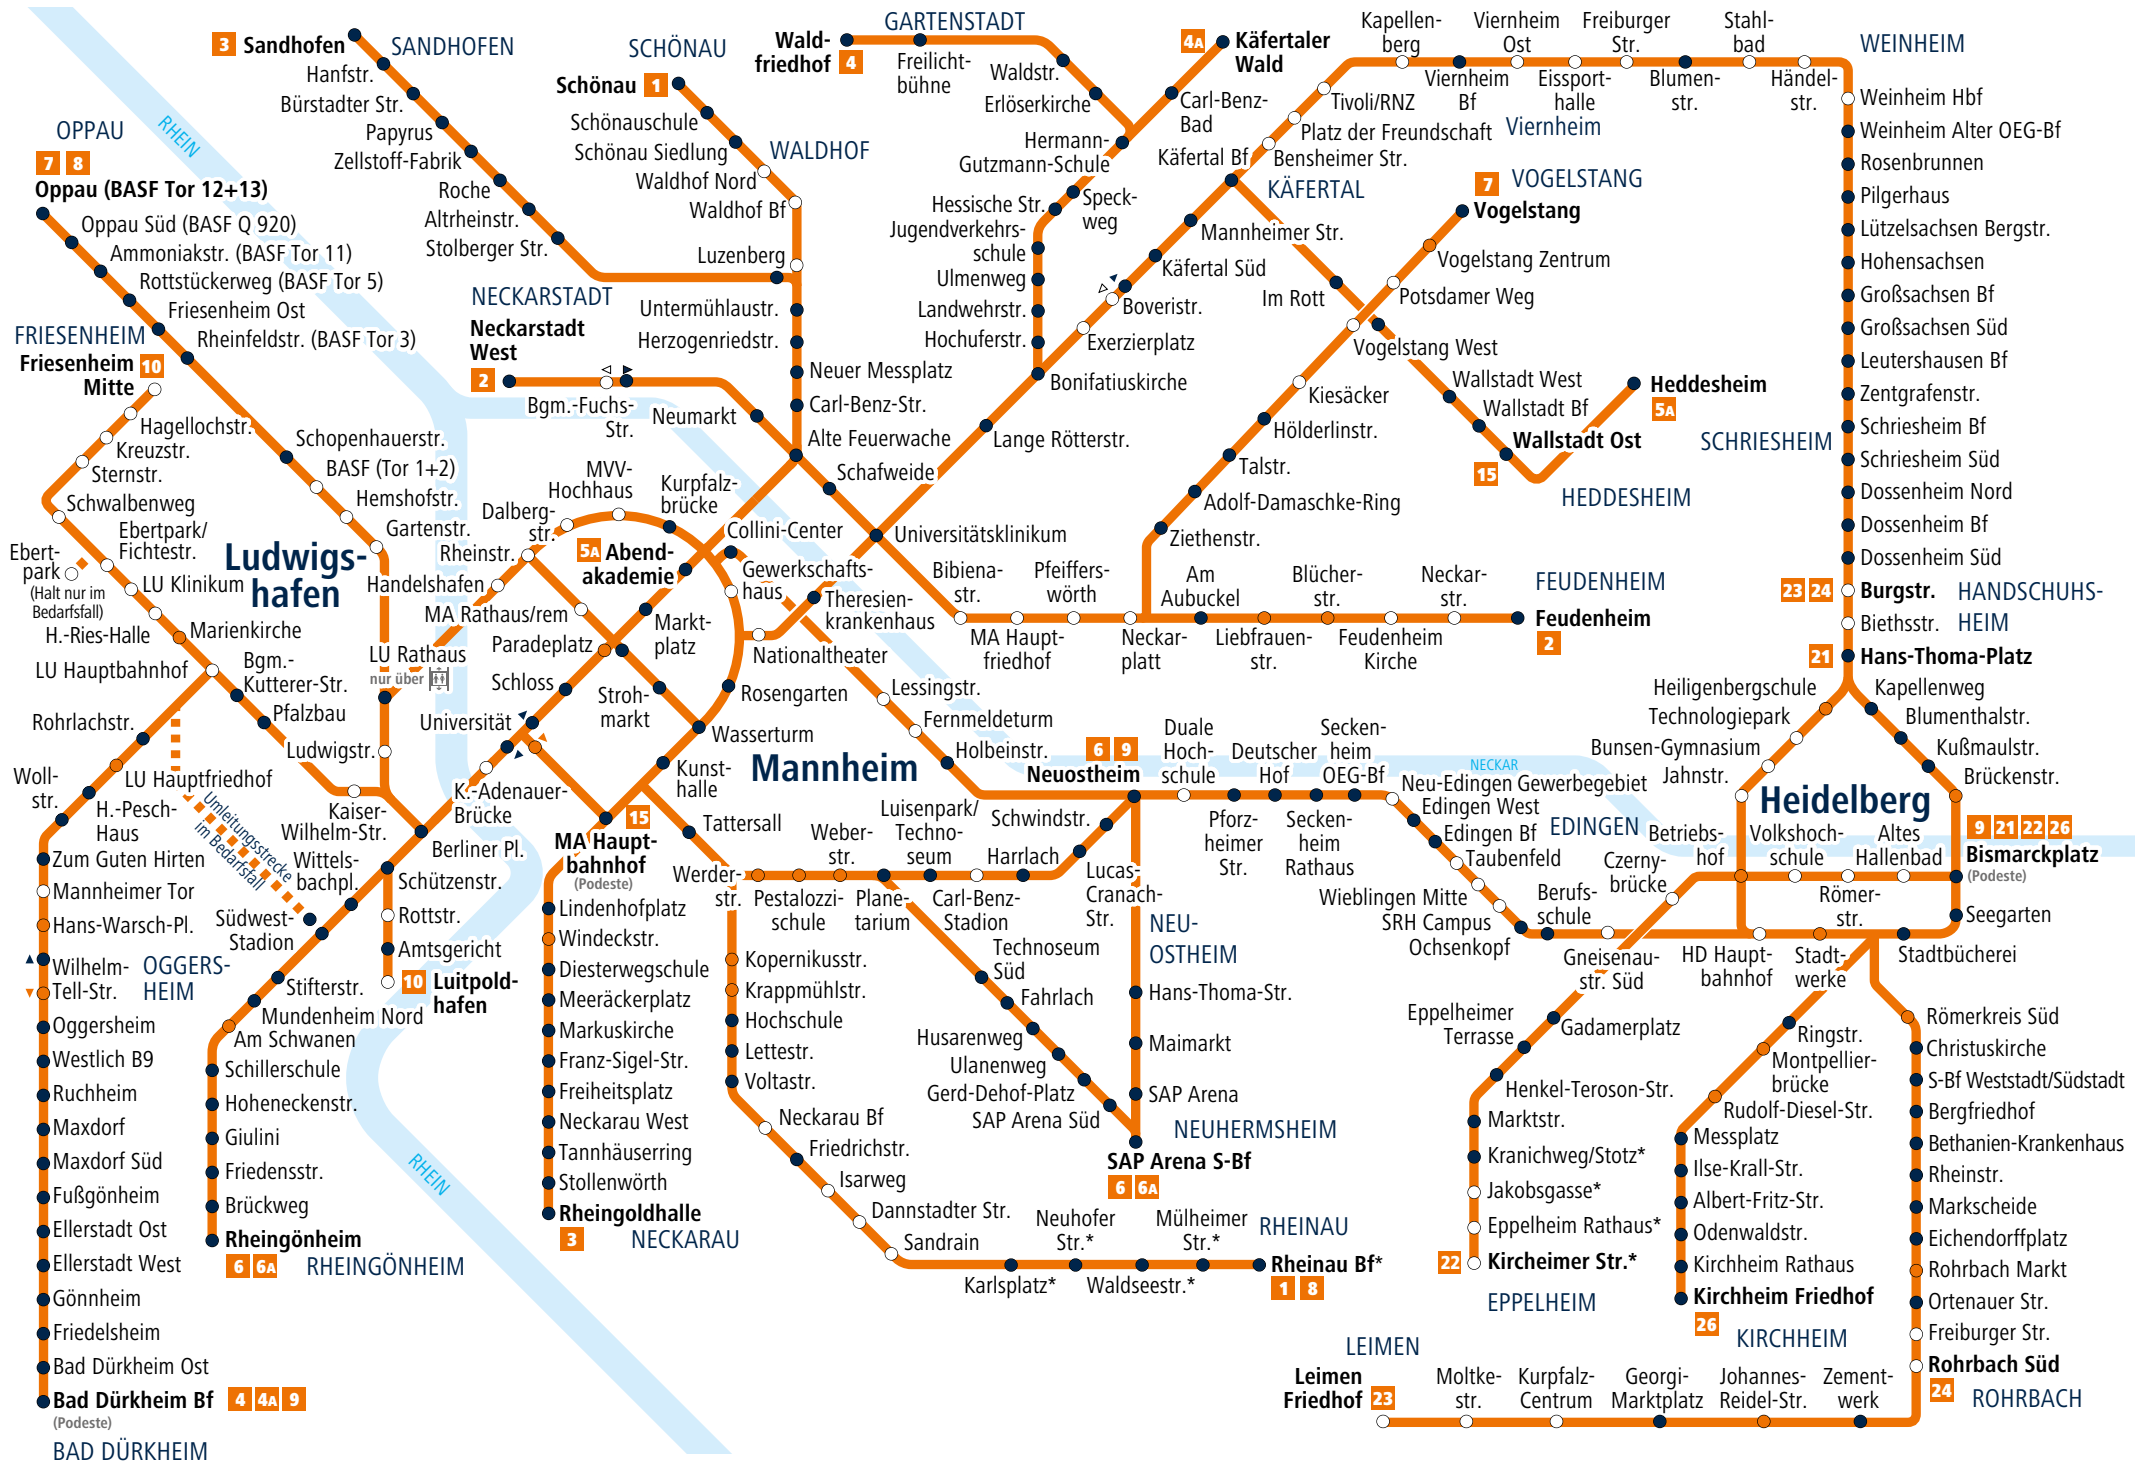 3 Sandhofen
SANDHOFEN
Hanfstr.
Bürstadter Str.
Papyrus
Zellstoff-Fabrik
Roche
Altrheinstr.
Stolberger Str.
RHEIN
OPPAU
7 8
Oppau (BASF Tor 12+13)
Oppau Süd (BASF Q 920)
Ammoniakstr. (BASF Tor 11)
Rottstückerweg (BASF Tor 5)
Friesenheim Ost
Rheinfeldstr. (BASF Tor 3)
FRIESENHEIM
Friesenheim
Mitte
10
Hagellochstr.
Kreuzstr.
Sternstr.
Schwalbenweg
Ebertpark/
Fichtestr.
Ebert-
park
(Halt nur im
Bedarfsfall)
LU Klinikum
H.-Ries-Halle
Marienkirche
LU Hauptbahnhof
Bgm.-
Kutterer-Str.
Pfalzbau
Ludwigstr.
Kaiser-
Wilhelm-Str.
Schopenhauerstr.
BASF (Tor 1+2)
Hemshofstr.
Gartenstr.
Ludwigs-
hafen
LU Rathaus
nur über
Rohrlachstr.
LU Hauptfriedhof
Woll-
str.
H.-Pesch-
Haus
Umleitungsstrecke
im Bedarfsfall
Zum Guten Hirten
Mannheimer Tor
Hans-Warsch-Pl.
Wilhelm-
Tell-Str.
OGGERS-
HEIM
Oggersheim
Westlich B9
Ruchheim
Maxdorf
Maxdorf Süd
Fußgönheim
Ellerstadt Ost
Ellerstadt West
Gönnheim
Friedelsheim
Bad Dürkheim Ost
Bad Dürkheim Bf
4 4A 9
(Podeste)
BAD DÜRKHEIM
Berliner Pl.
Wittels-
bachpl.
Schützenstr.
Rottstr.
Amtsgericht
10 Luitpold-
hafen
Südwest-
Stadion
Stifterstr.
Mundenheim Nord
Am Schwanen
Schillerschule
Hoheneckenstr.
Giulini
Friedensstr.
Brückweg
Rheingönheim
6 6A
RHEINGÖNHEIM
RHEIN
SCHÖNAU
Schönau 1
Schönauschule
Schönau Siedlung
Waldhof Nord
Waldhof Bf
WALDHOF
Luzenberg
Untermühlaustr.
Herzogenriedstr.
Neuer Messplatz
Carl-Benz-Str.
Alte Feuerwache
NECKARSTADT
Neckarstadt
West
2
Bgm.-Fuchs-
Str.
Neumarkt
Schafweide
Universitätsklinikum
MVV-
Hochhaus
Kurpfalz-
brücke
Dalberg-
str.
Rheinstr.
Handelshafen
MA Rathaus/rem
Paradeplatz
Schloss
Universität
K.-Adenauer-
Brücke
5A Abend-
akademie
Collini-Center
Gewerkschafts-
haus
Theresien-
krankenhaus
Nationaltheater
Markt-
platz
Stroh-
markt
Rosengarten
Wasserturm
Kunst-
halle
Mannheim
15
MA Haupt-
bahnhof
(Podeste)
Tattersall
Lindenhofplatz
Windeckstr.
Diesterwegschule
Meeräckerplatz
Markuskirche
Franz-Sigel-Str.
Freiheitsplatz
Neckarau West
Tannhäuserring
Stollenwörth
Rheingoldhalle
3
NECKARAU
Werder-
str.
Pestalozzi-
schule
Weber-
str.
Plane-
tarium
Luisenpark/
Techno-
seum
Carl-Benz-
Stadion
Harrlach
Schwindstr.
Lucas-
Cranach-
Str.
Kopernikusstr.
Krappmühlstr.
Hochschule
Lettestr.
Voltastr.
Neckarau Bf
Friedrichstr.
Isarweg
Dannstadter Str.
Sandrain
Karlsplatz*
Neuhofer
Str.*
Waldseestr.*
Mülheimer
Str.*
RHEINAU
Rheinau Bf*
1 8
Technoseum
Süd
Fahrlach
Husarenweg
Ulanenweg
Gerd-Dehof-Platz
SAP Arena Süd
NEU-
OSTHEIM
Hans-Thoma-Str.
Maimarkt
SAP Arena
NEUHERMSHEIM
SAP Arena S-Bf
6 6A
GARTENSTADT
Wald-
friedhof
4
Freilicht-
bühne
Waldstr.
Erlöserkirche
4A Käfertaler
Wald
Carl-Benz-
Bad
Hermann-
Gutzmann-Schule
Speck-
weg
Hessische Str.
Jugendverkehrs-
schule
Ulmenweg
Landwehrstr.
Hochuferstr.
Bonifatiuskirche
Lange Rötterstr.
Exerzierplatz
Boveristr.
Käfertal Süd
Mannheimer Str.
Käfertal Bf
KÄFERTAL
Bensheimer Str.
Platz der Freundschaft
Tivoli/RNZ
Kapellen-
berg
Viernheim
Bf
Viernheim
Ost
Eissport-
halle
Freiburger
Str.
Blumen-
str.
Stahl-
bad
Händel-
str.
Viernheim
WEINHEIM
Weinheim Hbf
Weinheim Alter OEG-Bf
Rosenbrunnen
Pilgerhaus
Lützelsachsen Bergstr.
Hohensachsen
Großsachsen Bf
Großsachsen Süd
Leutershausen Bf
Zentgrafenstr.
Schriesheim Bf
Schriesheim Süd
Dossenheim Nord
Dossenheim Bf
Dossenheim Süd
SCHRIESHEIM
23 24 Burgstr.
HANDSCHUHS-
HEIM
Biethsstr.
21 Hans-Thoma-Platz
7 VOGELSTANG
Vogelstang
Vogelstang Zentrum
Potsdamer Weg
Im Rott
Vogelstang West
Kiesäcker
Hölderlinstr.
Talstr.
Adolf-Damaschke-Ring
Ziethenstr.
Wallstadt West
Wallstadt Bf
Wallstadt Ost
15
Heddesheim
5A
HEDDESHEIM
Bibiena-
str.
MA Haupt-
friedhof
Pfeiffers-
wörth
Neckar-
platt
Am
Aubuckel
Liebfrauen-
str.
Blücher-
str.
Feudenheim
Kirche
Neckar-
str.
FEUDENHEIM
Feudenheim
2
Lessingstr.
Fernmeldeturm
Holbeinstr.
6 9
Neuostheim
Duale
Hoch-
schule
Pforz-
heimer
Str.
Deutscher
Hof
Secken-
heim
Rathaus
Secken-
heim
OEG-Bf
NECKAR
Neu-Edingen Gewerbegebiet
Edingen West
Edingen Bf
EDINGEN
Taubenfeld
Wieblingen Mitte
SRH Campus
Ochsenkopf
Berufs-
schule
Czerny-
brücke
Gneisenau-
str. Süd
HD Haupt-
bahnhof
Stadt-
werke
Stadtbücherei
Seegarten
Heiligenbergschule
Technologiepark
Bunsen-Gymnasium
Jahnstr.
Kapellenweg
Blumenthalstr.
Kußmaulstr.
Brückenstr.
Heidelberg
Betriebs-
hof
Volkshoch-
schule
Römer-
str.
Altes
Hallenbad
9 21 22 26
Bismarckplatz
(Podeste)
Gadamerplatz
Eppelheimer
Terrasse
Henkel-Teroson-Str.
Marktstr.
Kranichweg/Stotz*
Jakobsgasse*
Eppelheim Rathaus*
22 Kircheimer Str.*
EPPELHEIM
Ringstr.
Montpellier-
brücke
Rudolf-Diesel-Str.
Messplatz
Ilse-Krall-Str.
Albert-Fritz-Str.
Odenwaldstr.
Kirchheim Rathaus
Kirchheim Friedhof
26
KIRCHHEIM
Römerkreis Süd
Christuskirche
S-Bf Weststadt/Südstadt
Bergfriedhof
Bethanien-Krankenhaus
Rheinstr.
Markscheide
Eichendorffplatz
Rohrbach Markt
Ortenauer Str.
Freiburger Str.
Rohrbach Süd
24
ROHRBACH
LEIMEN
Leimen
Friedhof
23
Moltke-
str.
Kurpfalz-
Centrum
Georgi-
Marktplatz
Johannes-
Reidel-Str.
Zement-
werk